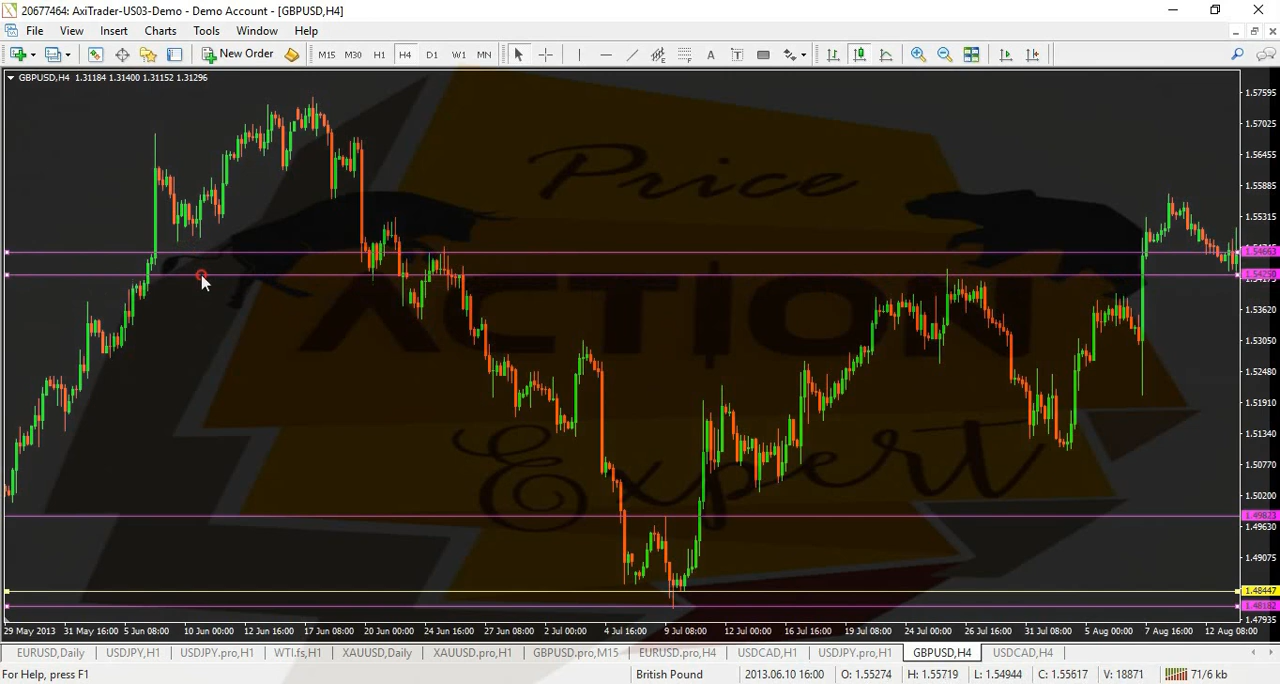 20677464: AxiTrader-US03-Demo - Demo Account - [GBPUSD,H4]
File View Insert Charts Tools Window Help
New Order M15 M30 H1 H4 D1 W1 MN A T
GBPUSD,H4 1.31184 1.31400 1.31152 1.31296
1.57595
1.57025
1.56455
1.55885
1.55315
1.54663
1.54250
1.53620
1.53050
1.52480
1.51910
1.51340
1.50770
1.50200
1.49823
1.49630
1.49075
1.48447
1.48182
1.47935
Price
ACTION
Expert
29 May 2013 31 May 16:00 5 Jun 08:00 10 Jun 00:00 12 Jun 16:00 17 Jun 08:00 20 Jun 00:00 24 Jun 16:00 27 Jun 08:00 2 Jul 00:00 4 Jul 16:00 9 Jul 08:00 12 Jul 00:00 16 Jul 16:00 19 Jul 08:00 24 Jul 00:00 26 Jul 16:00 31 Jul 08:00 5 Aug 00:00 7 Aug 16:00 12 Aug 08:00
EURUSD,Daily USDJPY,H1 USDJPY.pro,H1 WTI.fs,H1 XAUUSD,Daily XAUUSD.pro,H1 GBPUSD.pro,M15 EURUSD.pro,H4 USDCAD,H1 USDJPY.pro,H1 GBPUSD,H4 USDCAD,H4
For Help, press F1 British Pound 2013.06.10 16:00 O: 1.55274 H: 1.55719 L: 1.54944 C: 1.55617 V: 18871 71/6 kb